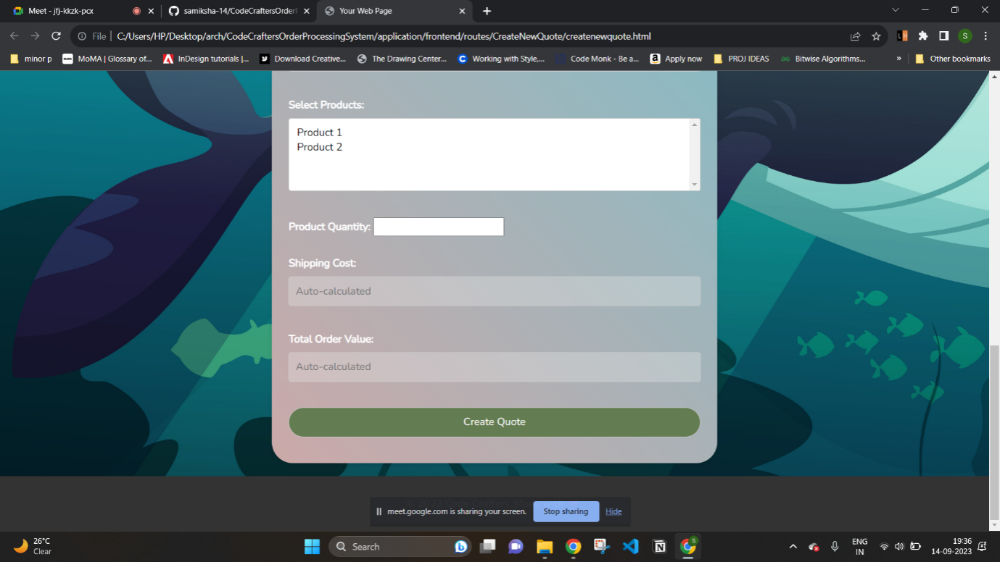 Meet - jfj-kkzk-pcx
samiksha-14/CodeCraftersOrderP
Your Web Page
File
C:/Users/HP/Desktop/arch/CodeCraftersOrderProcessingSystem/application/frontend/routes/CreateNewQuote/createnewquote.html
S
minor p
MoMA | Glossary of...
InDesign tutorials |...
Download Creative...
The Drawing Center...
Working with Style,...
Code Monk - Be a...
Apply now
PROJ IDEAS
Bitwise Algorithms...
»
Other bookmarks
Select Products:
Product 1
Product 2
Product Quantity:
Shipping Cost:
Auto-calculated
Total Order Value:
Auto-calculated
Create Quote
meet.google.com is sharing your screen.
Stop sharing
Hide
26°C
Clear
Search
ENG
IN
19:36
14-09-2023